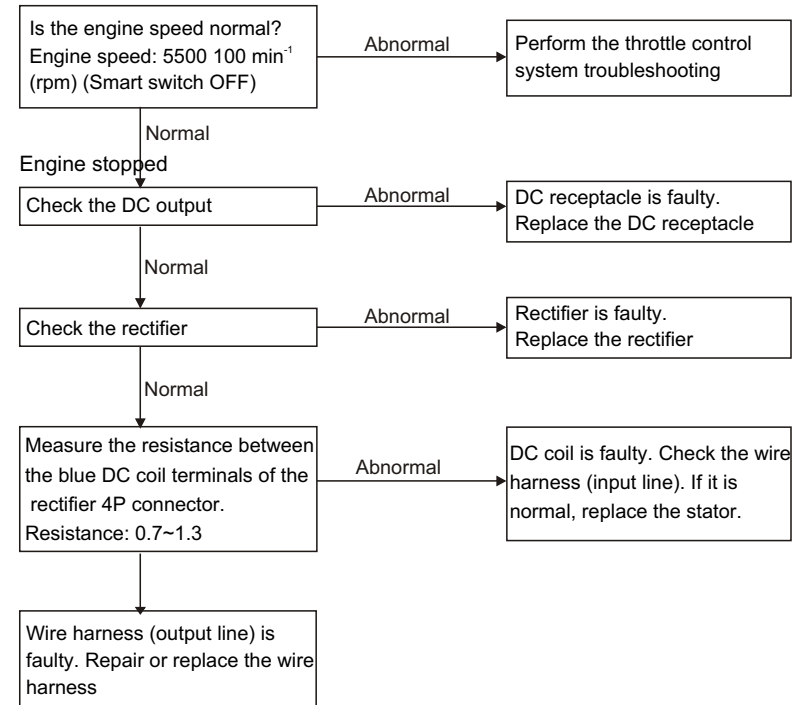 Is the engine speed normal?
Engine speed: 5500 100 min⁻¹
(rpm) (Smart switch OFF)
Abnormal
Perform the throttle control
system troubleshooting
Normal
Engine stopped
Check the DC output
Abnormal
DC receptacle is faulty.
Replace the DC receptacle
Normal
Check the rectifier
Abnormal
Rectifier is faulty.
Replace the rectifier
Normal
Measure the resistance between
the blue DC coil terminals of the
rectifier 4P connector.
Resistance: 0.7~1.3
Abnormal
DC coil is faulty. Check the wire
harness (input line). If it is
normal, replace the stator.
Wire harness (output line) is
faulty. Repair or replace the wire
harness